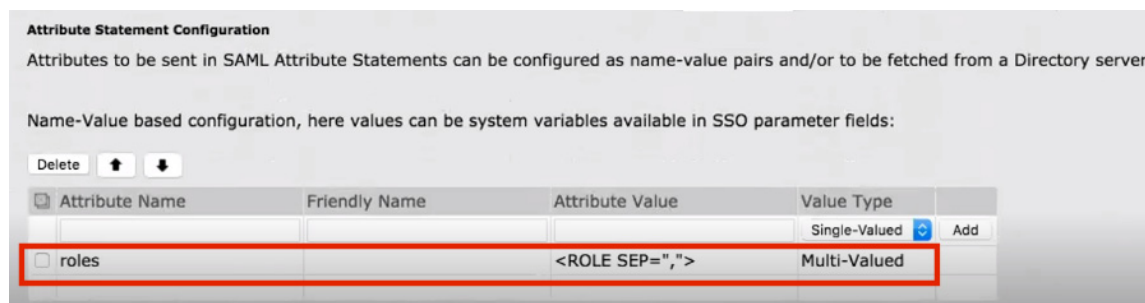 Attribute Statement Configuration
Attributes to be sent in SAML Attribute Statements can be configured as name-value pairs and/or to be fetched from a Directory server
Name-Value based configuration, here values can be system variables available in SSO parameter fields:
Delete
Attribute Name Friendly Name Attribute Value Value Type
Single-Valued Add
roles <ROLE SEP=","> Multi-Valued